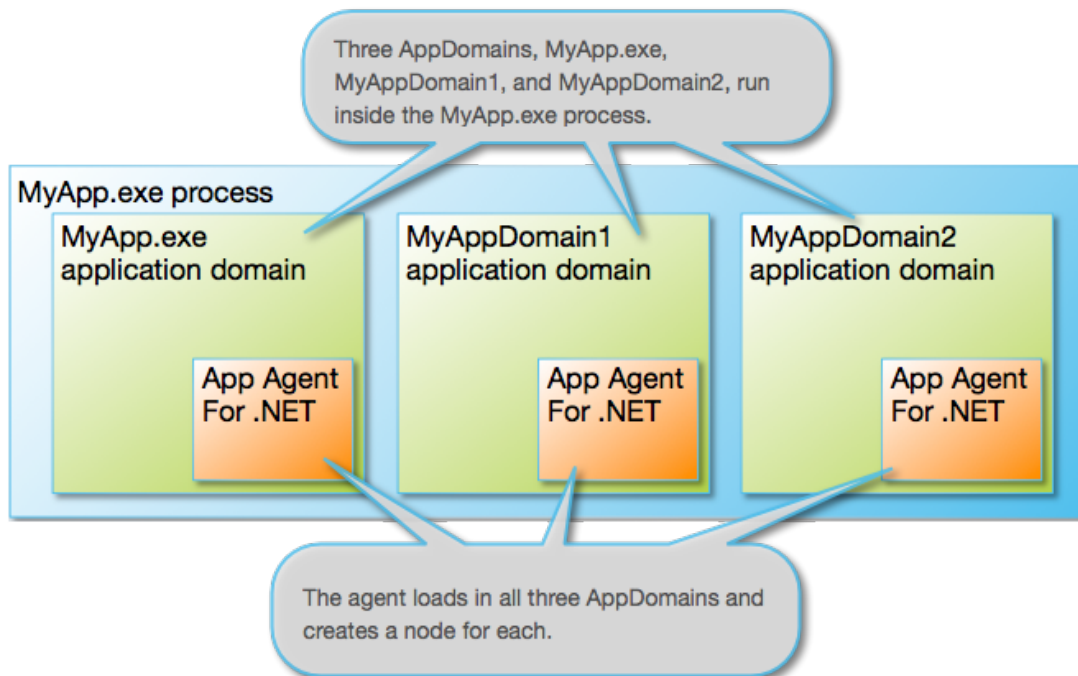 Three AppDomains, MyApp.exe,
MyAppDomain1, and MyAppDomain2, run
inside the MyApp.exe process.
MyApp.exe process
MyApp.exe
application domain
MyAppDomain1
application domain
MyAppDomain2
application domain
App Agent
For .NET
App Agent
For .NET
App Agent
For .NET
The agent loads in all three AppDomains and
creates a node for each.